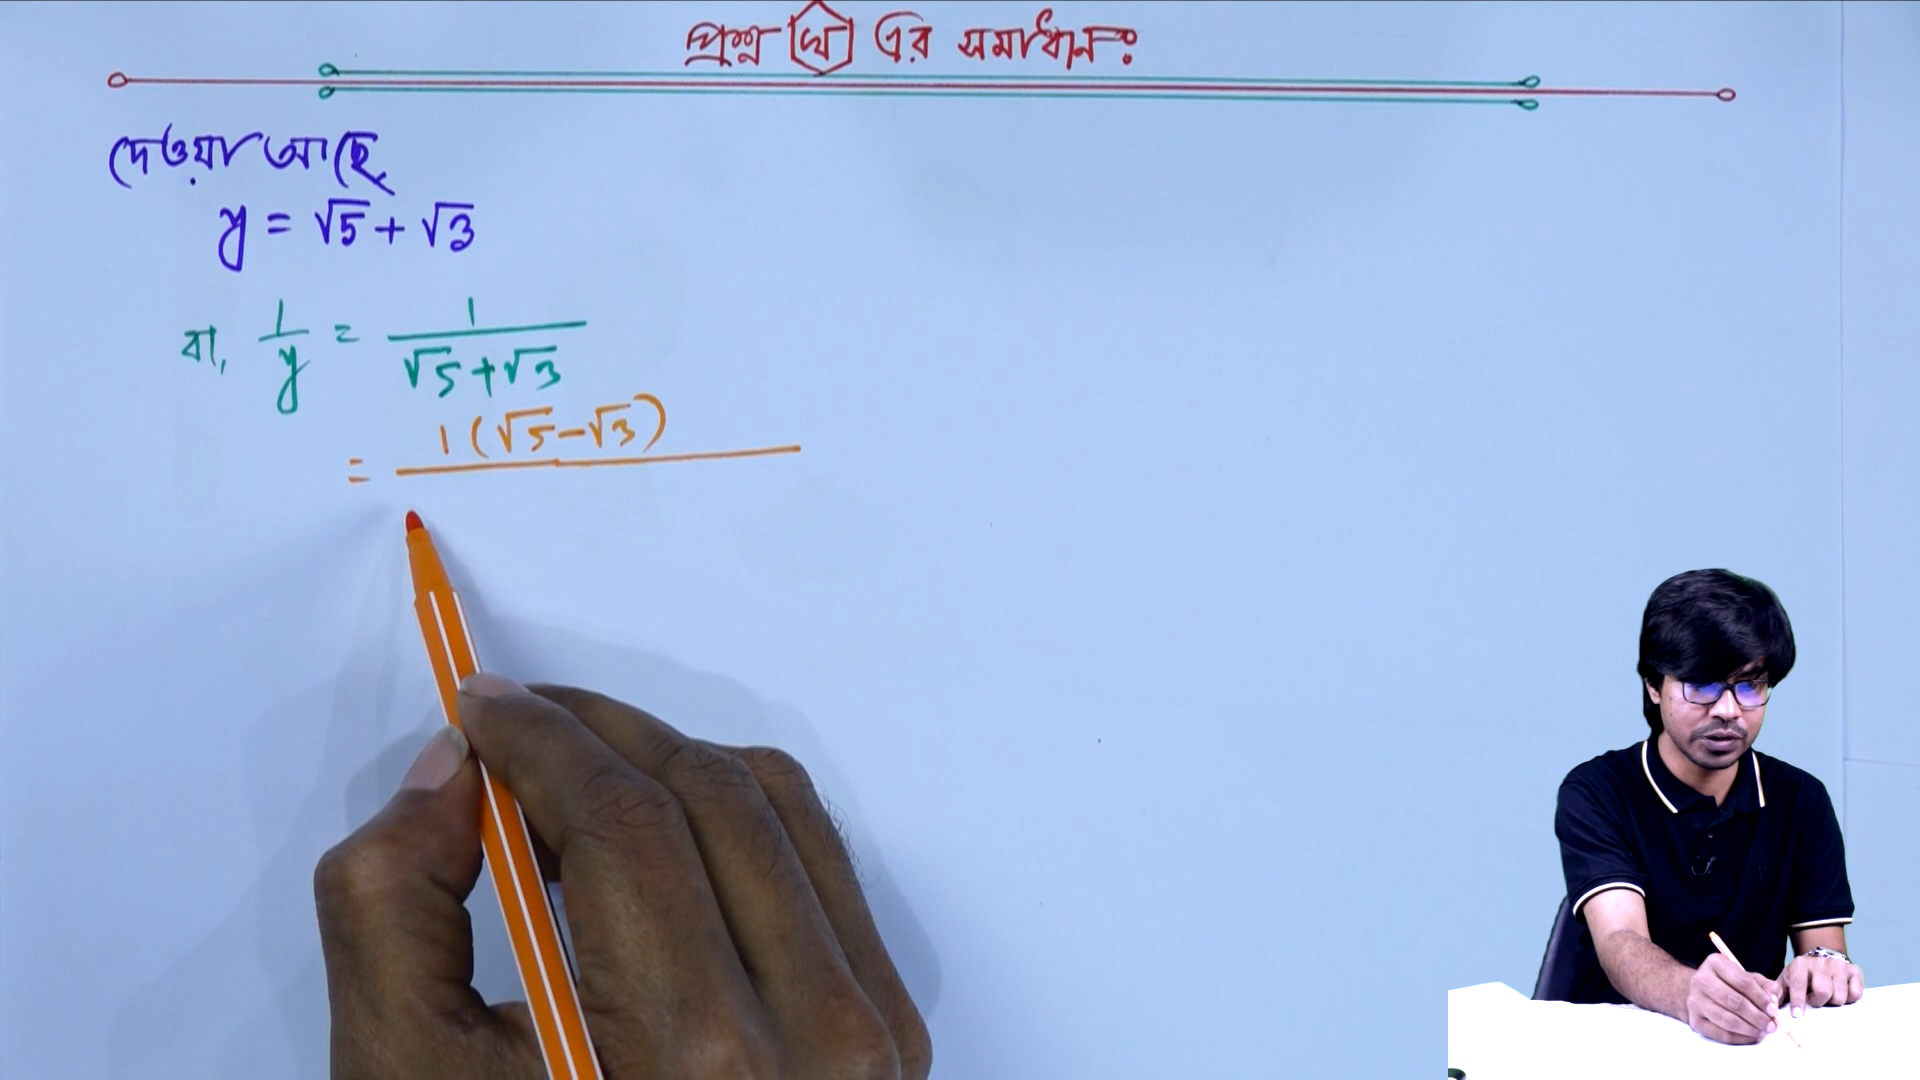 প্রশ্ন ঘ এর সমাধানঃ
দেওয়া আছে,
y = √5 + √3
বা, 1/y = 1/(√5+√3)
= 1(√5-√3)